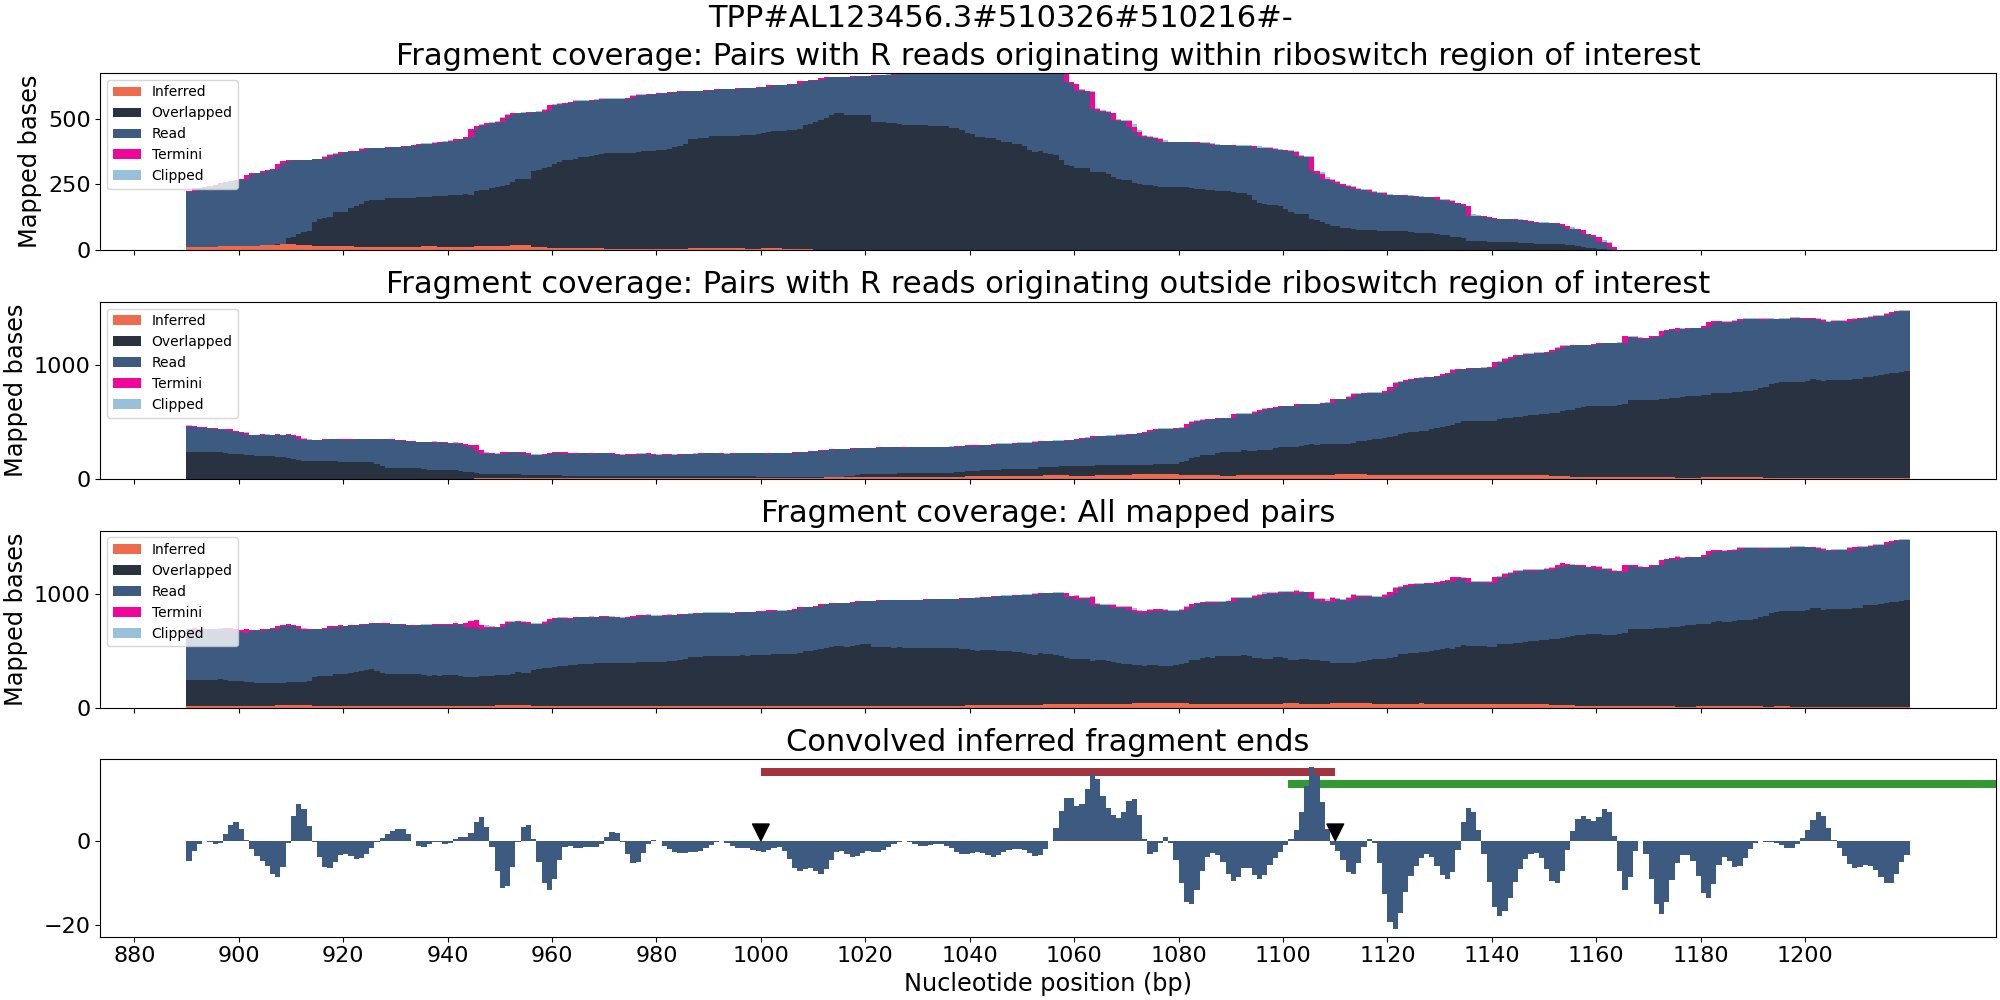 TPP#AL123456.3#510326#510216#-
Fragment coverage: Pairs with R reads originating within riboswitch region of interest
Mapped bases
500
250
0
Inferred
Overlapped
Read
Termini
Clipped
Fragment coverage: Pairs with R reads originating outside riboswitch region of interest
Mapped bases
1000
0
Inferred
Overlapped
Read
Termini
Clipped
Fragment coverage: All mapped pairs
Mapped bases
1000
0
Inferred
Overlapped
Read
Termini
Clipped
Convolved inferred fragment ends
0
−20
880 900 920 940 960 980 1000 1020 1040 1060 1080 1100 1120 1140 1160 1180 1200
Nucleotide position (bp)